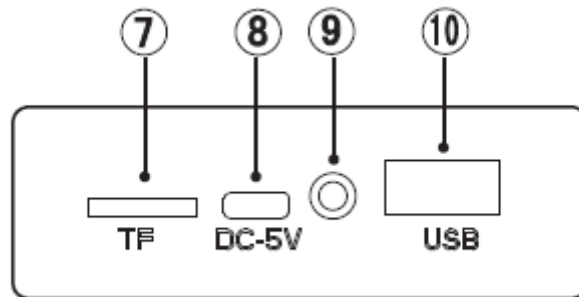 ⑦ ⑧ ⑨ ⑩
TF DC-5V USB